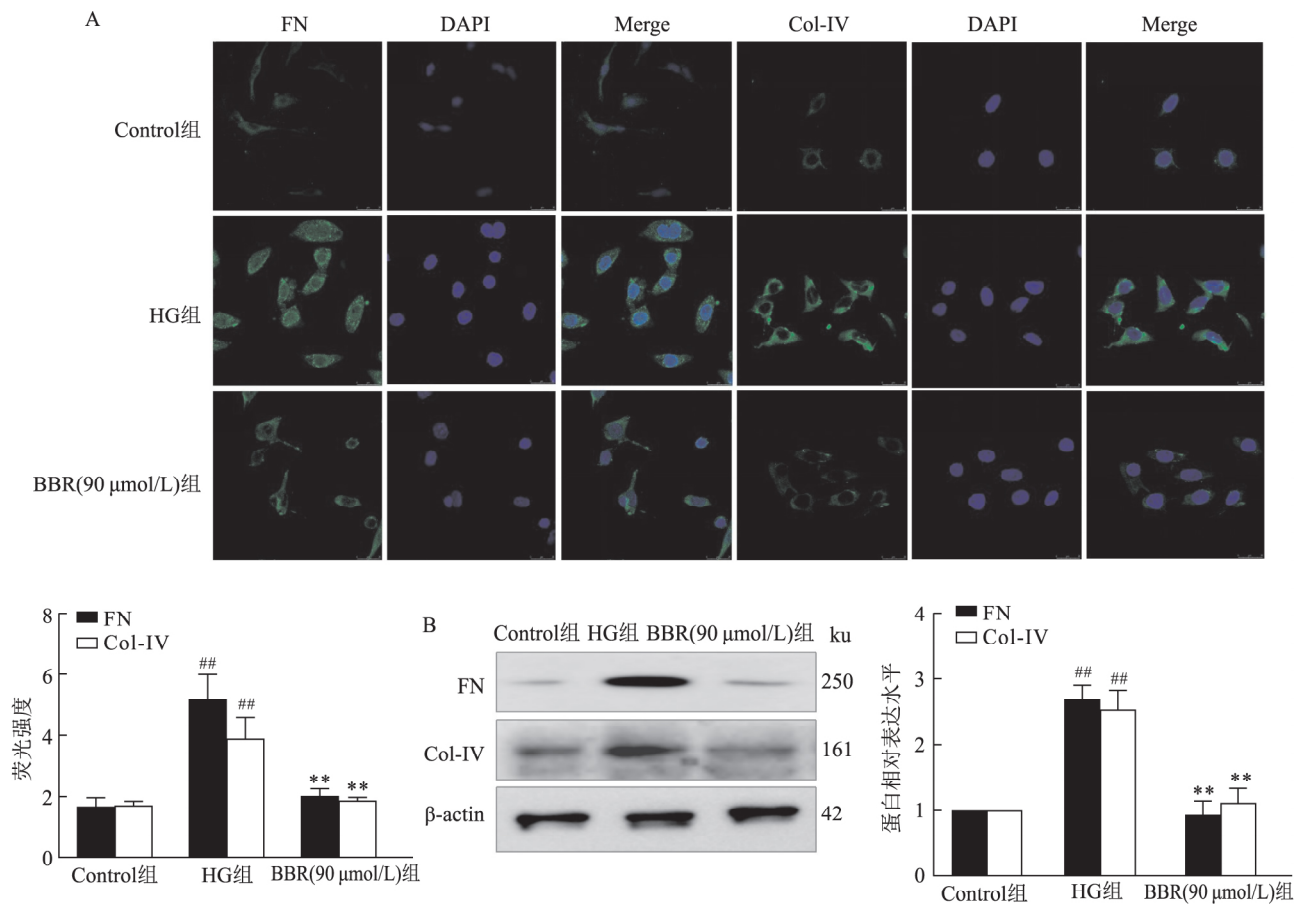 A
FN DAPI Merge Col-IV DAPI Merge
Control组
HG组
BBR(90 μmol/L)组
8
6
4
2
0
荧光强度
FN
Col-IV
##
##
**
**
Control组 HG组 BBR(90 μmol/L)组
B
Control组 HG组 BBR(90 μmol/L)组 ku
FN 250
Col-IV 161
β-actin 42
4
3
2
1
0
蛋白相对表达水平
FN
Col-IV
##
##
**
**
Control组 HG组 BBR(90 μmol/L)组